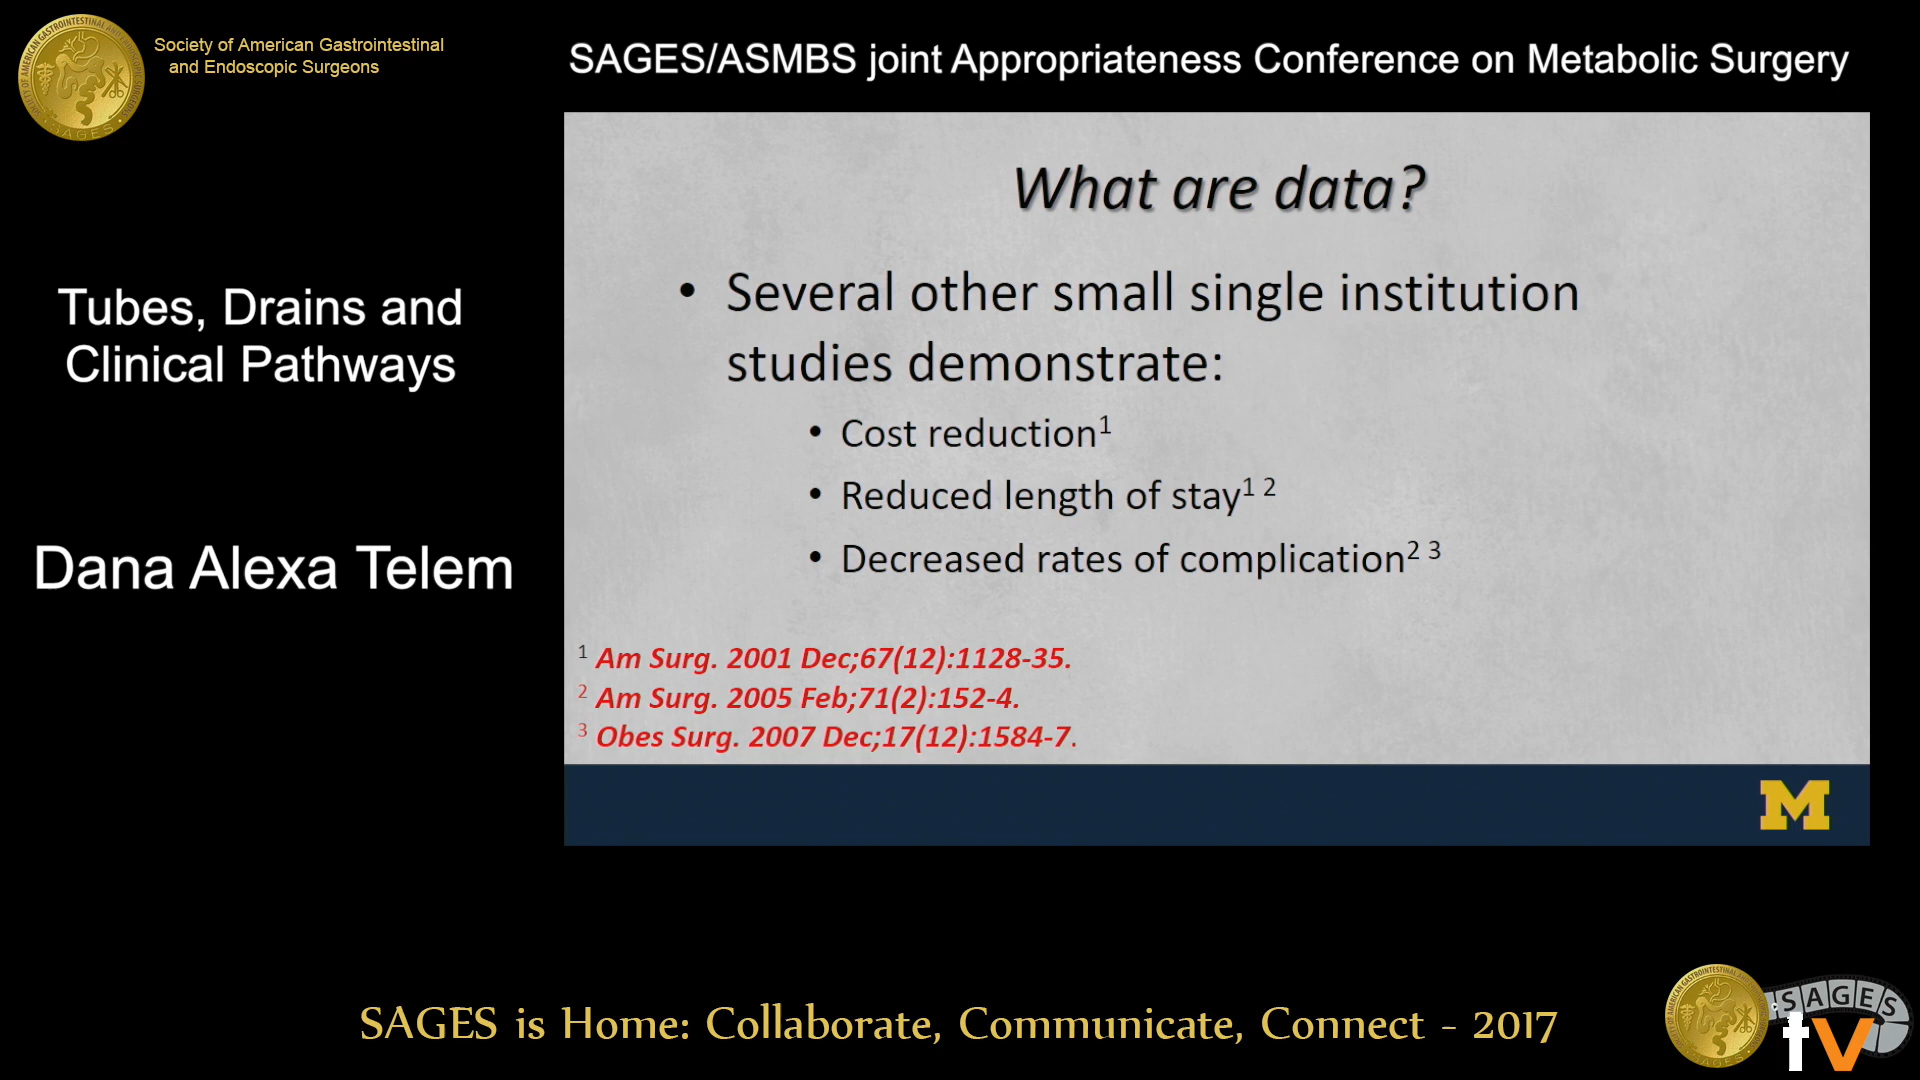 Society of American Gastrointestinal
and Endoscopic Surgeons
SAGES/ASMBS joint Appropriateness Conference on Metabolic Surgery
Tubes, Drains and
Clinical Pathways
Dana Alexa Telem
What are data?
• Several other small single institution
studies demonstrate:
• Cost reduction¹
• Reduced length of stay¹ ²
• Decreased rates of complication² ³
¹ Am Surg. 2001 Dec;67(12):1128-35.
² Am Surg. 2005 Feb;71(2):152-4.
³ Obes Surg. 2007 Dec;17(12):1584-7.
M
SAGES is Home: Collaborate, Communicate, Connect - 2017
SAGES
tv